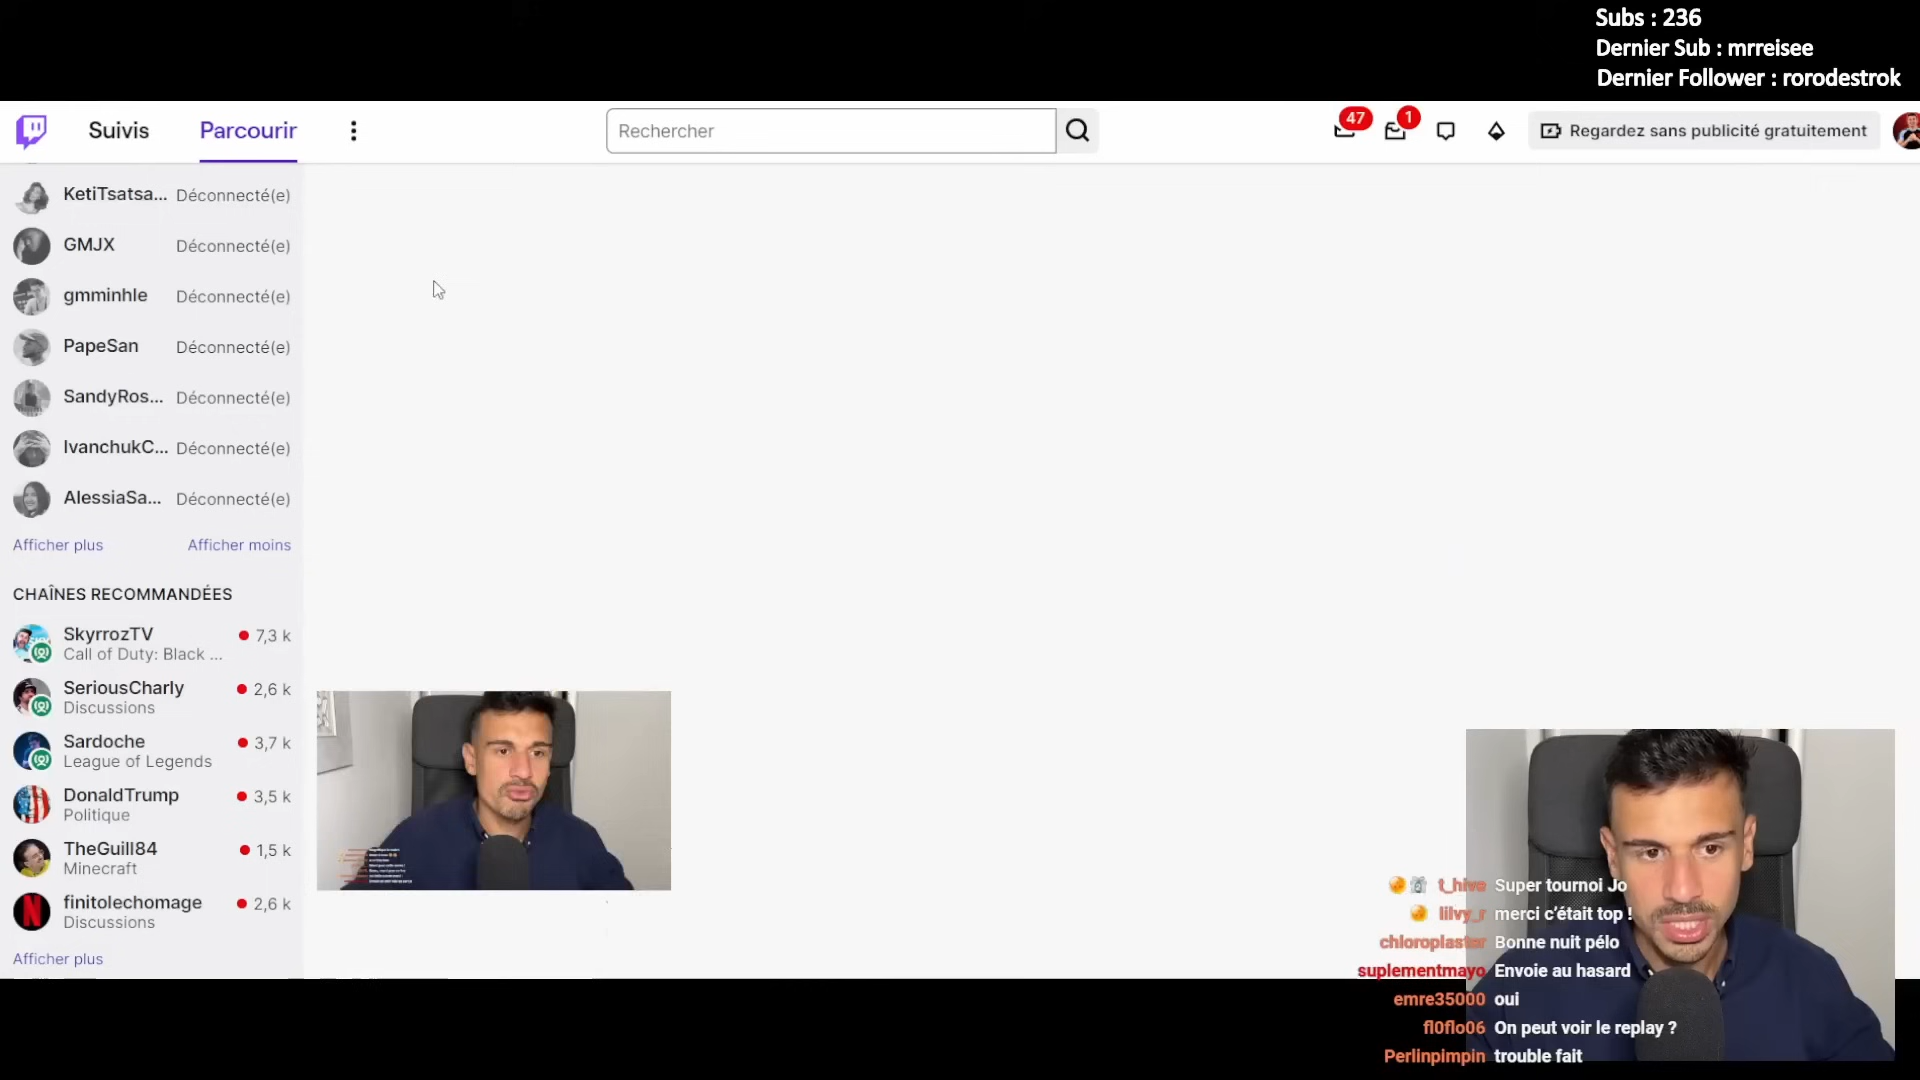 Subs : 236
Dernier Sub : mrreisee
Dernier Follower : rorodestrok
Suivis
Parcourir
Rechercher
47
1
Regardez sans publicité gratuitement
KetiTsatsa... Déconnecté(e)
GMJX Déconnecté(e)
gmminhle Déconnecté(e)
PapeSan Déconnecté(e)
SandyRos... Déconnecté(e)
IvanchukC... Déconnecté(e)
AlessiaSa... Déconnecté(e)
Afficher plus Afficher moins
CHAÎNES RECOMMANDÉES
SkyrrozTV 7,3 k
Call of Duty: Black ...
SeriousCharly 2,6 k
Discussions
Sardoche 3,7 k
League of Legends
DonaldTrump 3,5 k
Politique
TheGuill84 1,5 k
Minecraft
finitolechomage 2,6 k
Discussions
Afficher plus
t_hive Super tournoi Jo
lilvy_r merci c'était top !
chloroplaster Bonne nuit pélo
suplementmayo Envoie au hasard
emre35000 oui
fl0flo06 On peut voir le replay ?
Perlinpimpin trouble fait